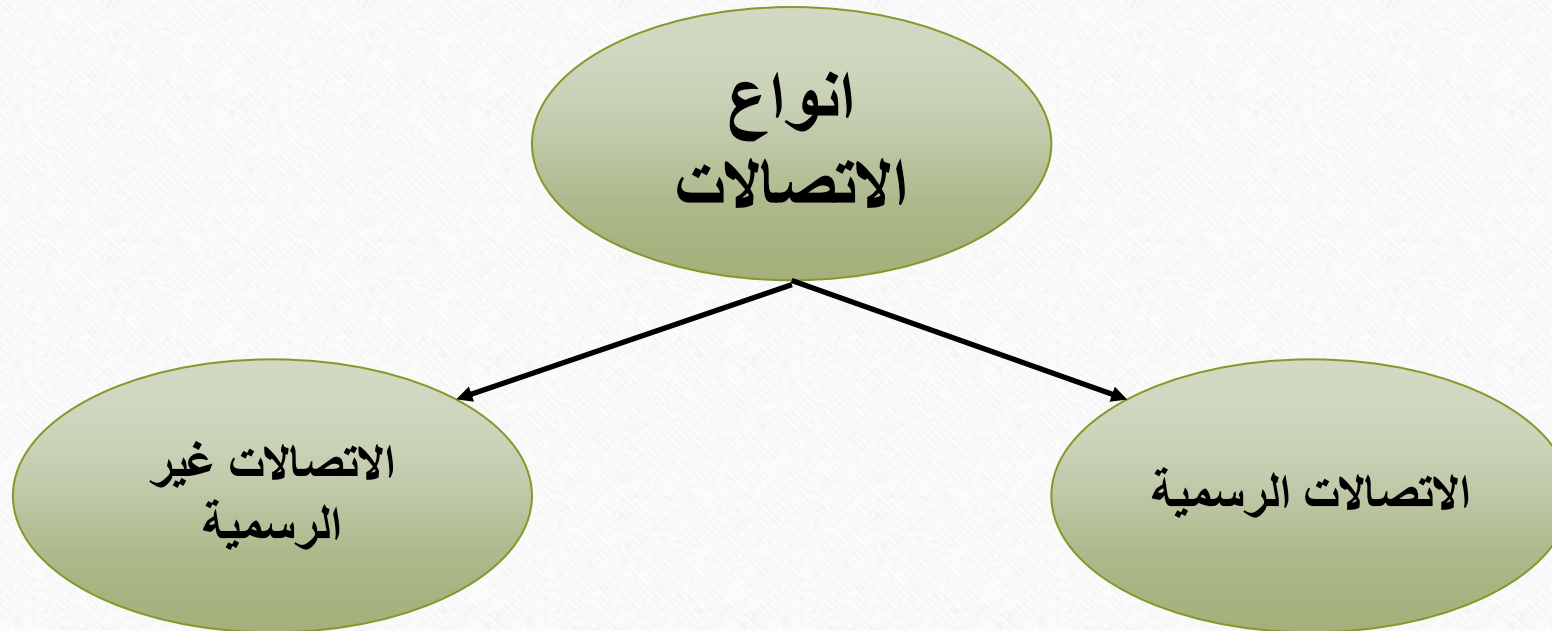 انواع
الاتصالات
الاتصالات الرسمية
الاتصالات غير
الرسمية